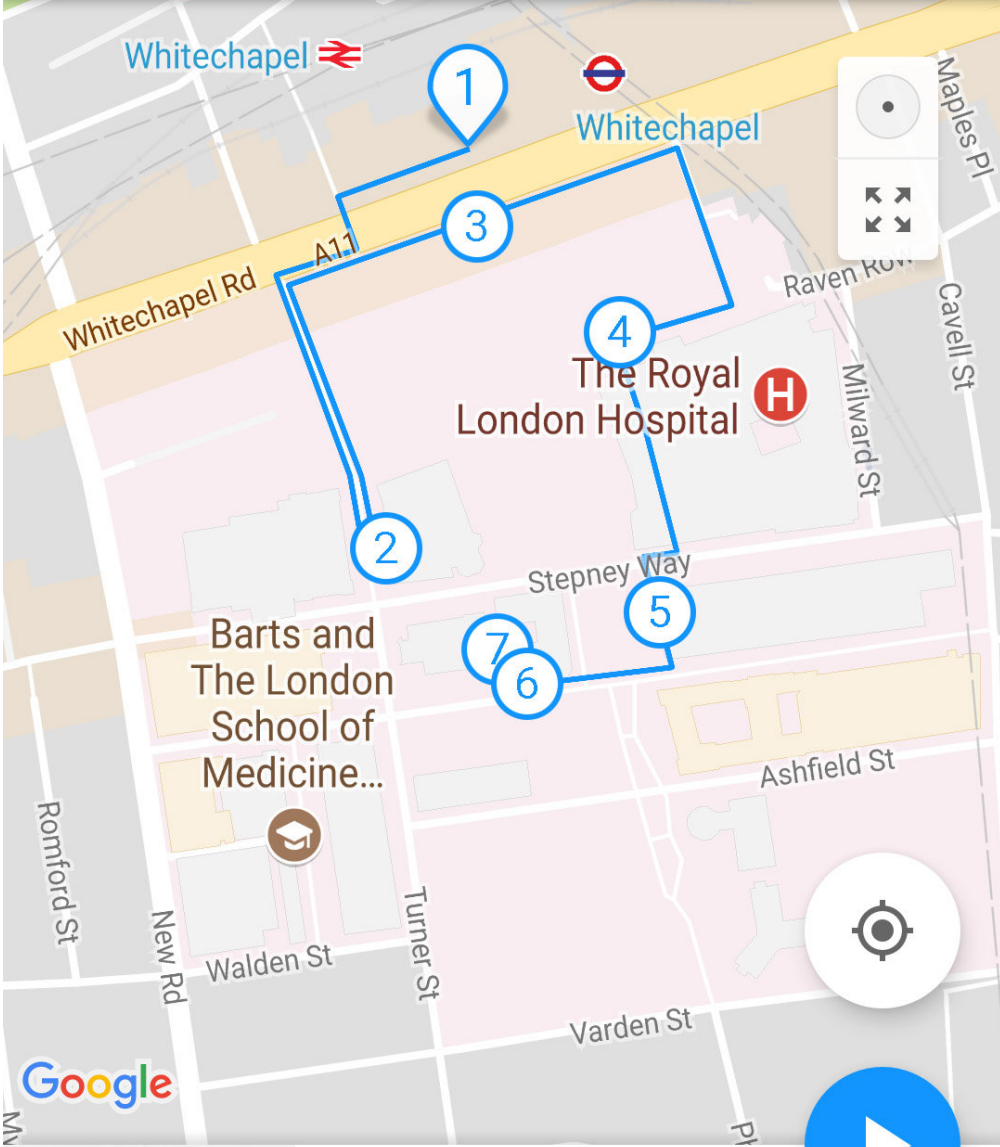 Whitechapel
1
Whitechapel
Maples Pl
3
A11
Whitechapel Rd
Raven Row
Cavell St
4
The Royal
London Hospital
H
Milward St
2
Stepney Way
5
7
6
Barts and
The London
School of
Medicine...
Ashfield St
Romford St
New Rd
Turner St
Walden St
Varden St
Google